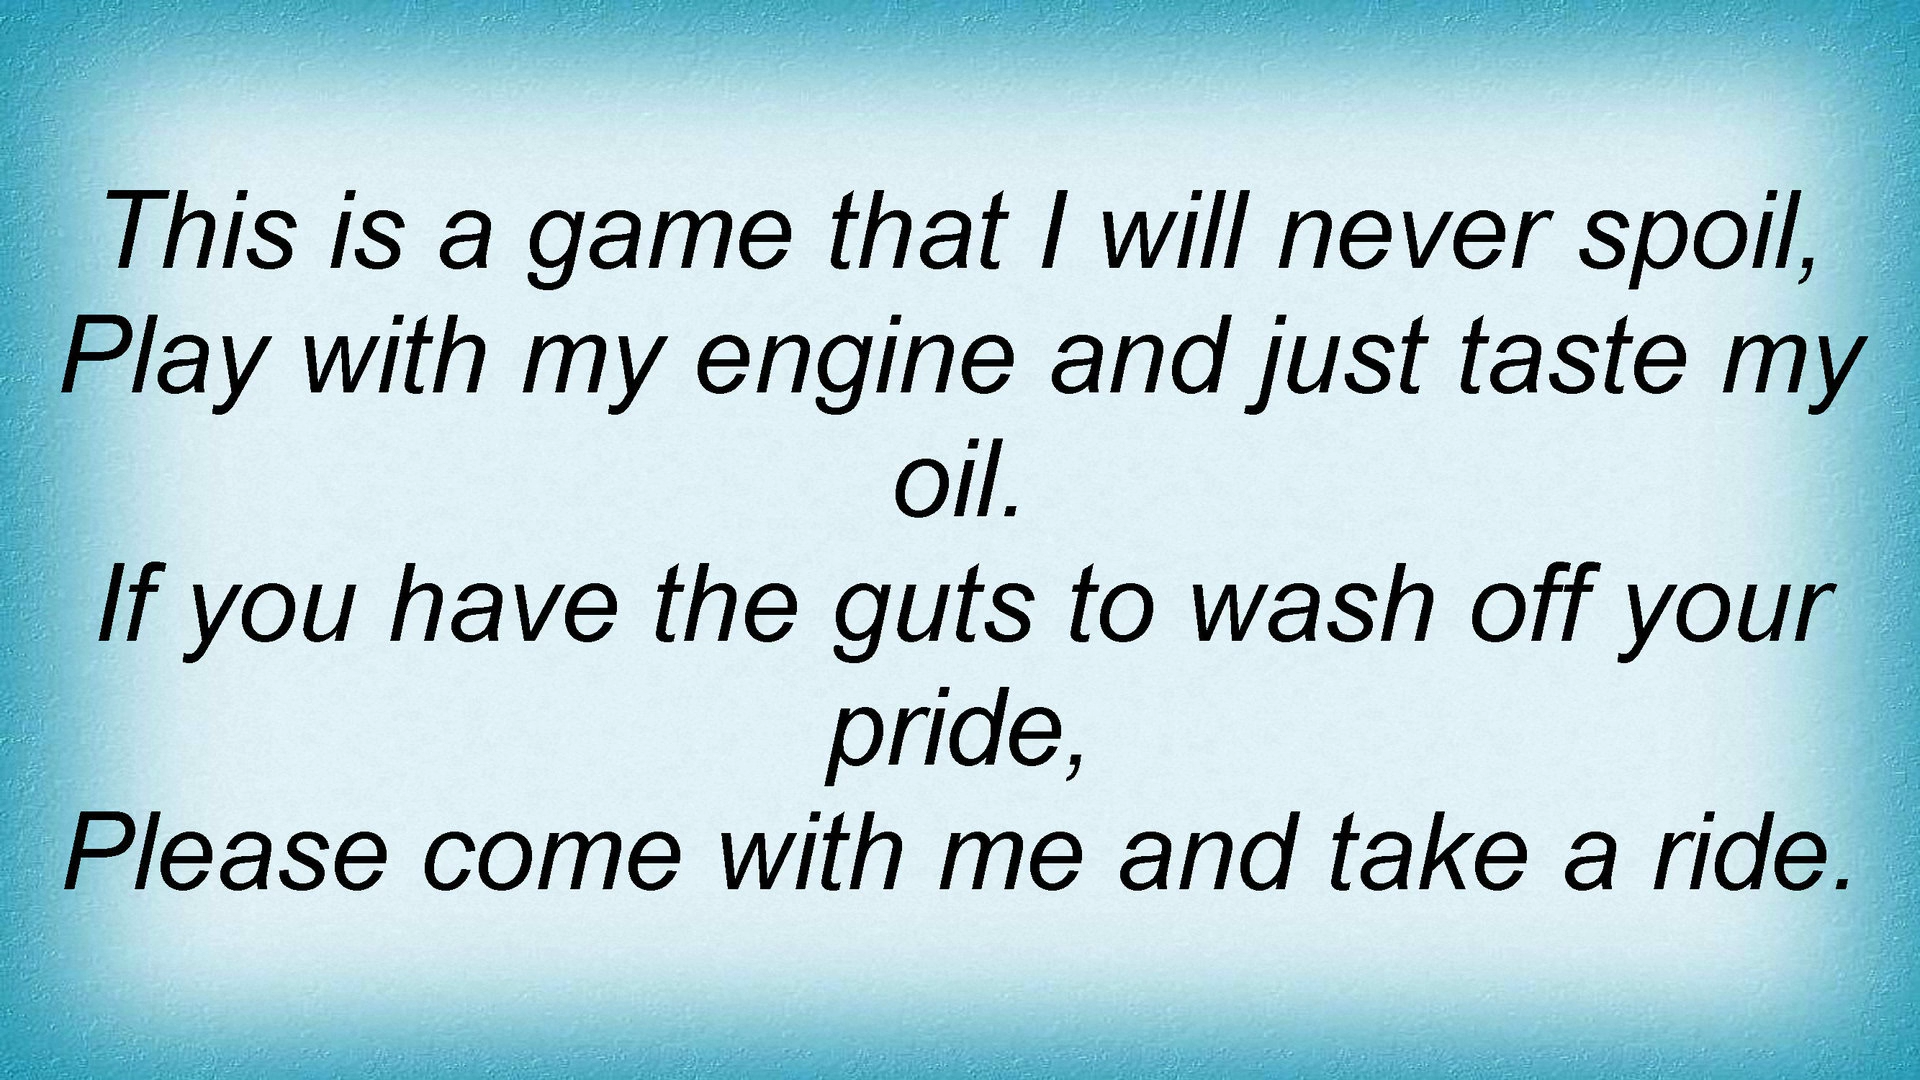 This is a game that I will never spoil,
Play with my engine and just taste my
oil.
If you have the guts to wash off your
pride,
Please come with me and take a ride.